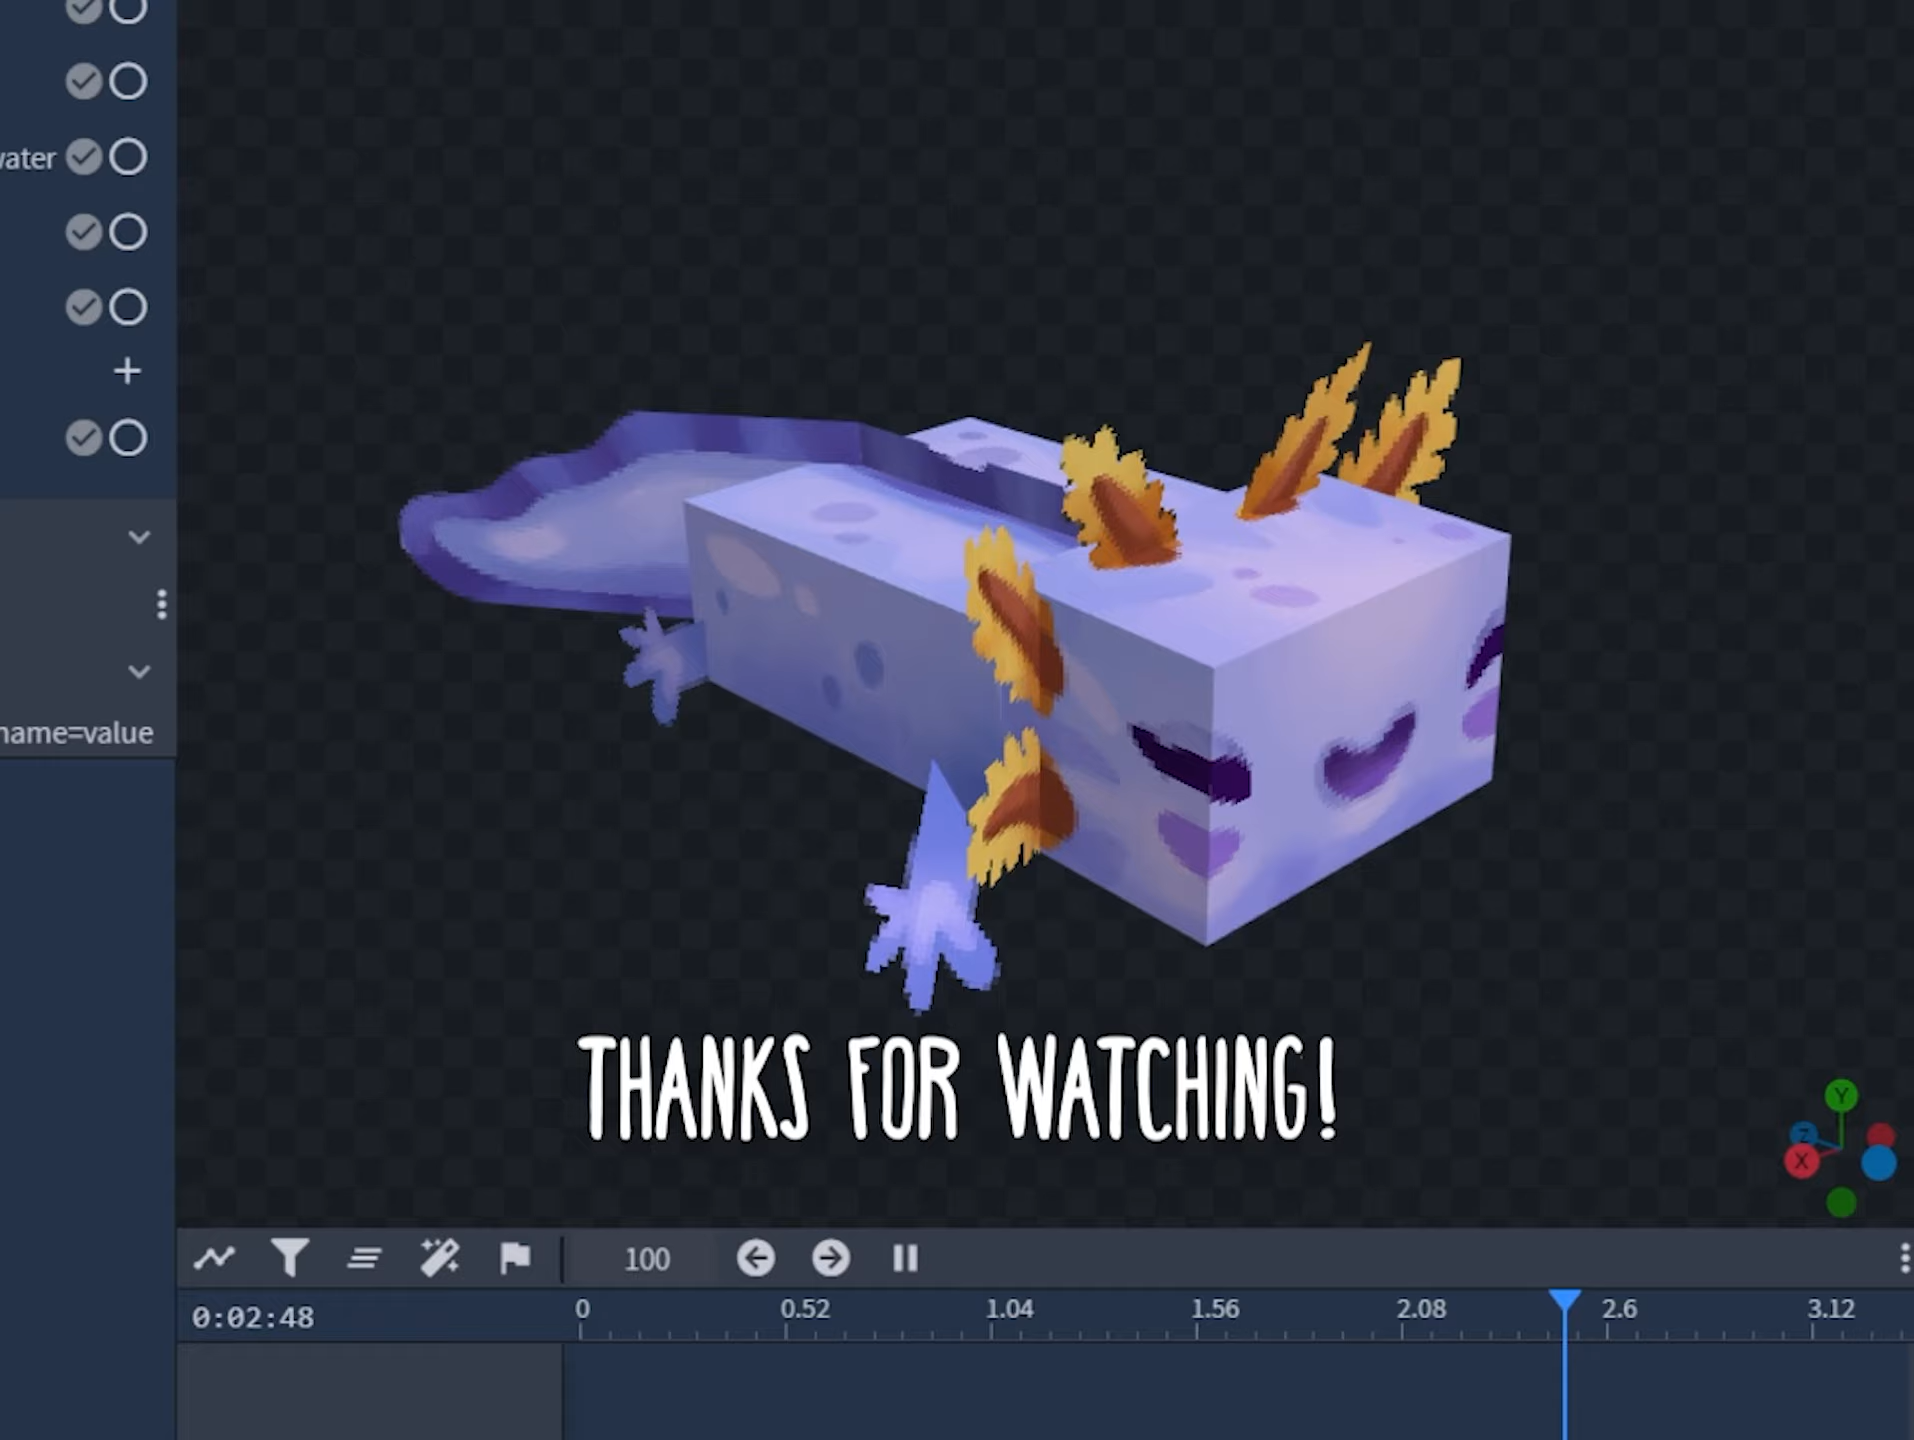 water
name=value
THANKS FOR WATCHING!
Y
Z
X
100
0:02:48
0 0.52 1.04 1.56 2.08 2.6 3.12